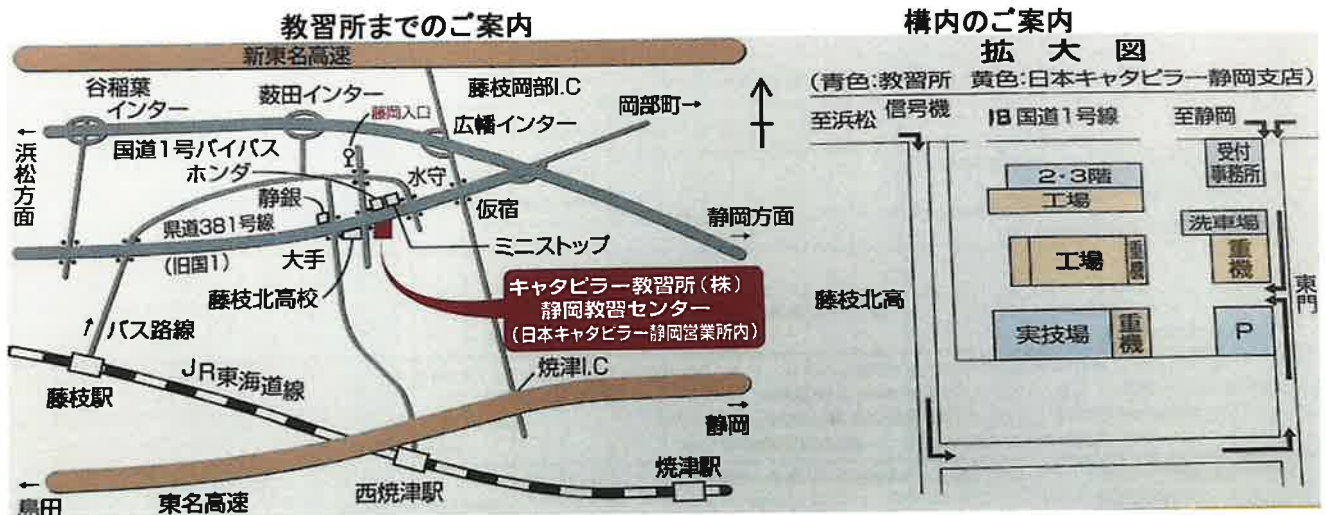 教習所までのご案内
新東名高速
谷稲葉
インター
薮田インター
藤岡入口
藤枝岡部I.C
広幡インター
岡部町→
←浜松方面
国道1号バイパス
ホンダ
水守
静銀
仮宿
県道381号線
(旧国1)
大手
静岡方面
→
ミニストップ
藤枝北高校
キャタピラー教習所(株)
静岡教習センター
(日本キャタピラー静岡営業所内)
バス路線
JR東海道線
藤枝駅
焼津I.C
→
静岡
←
島田
東名高速
西焼津駅
焼津駅
構内のご案内
拡大図
(青色:教習所 黄色:日本キャタピラー静岡支店)
至浜松
信号機
旧国道1号線
至静岡
受付
事務所
2・3階
工場
洗車場
工場
重機
重機
東門
藤枝北高
実技場
重機
P